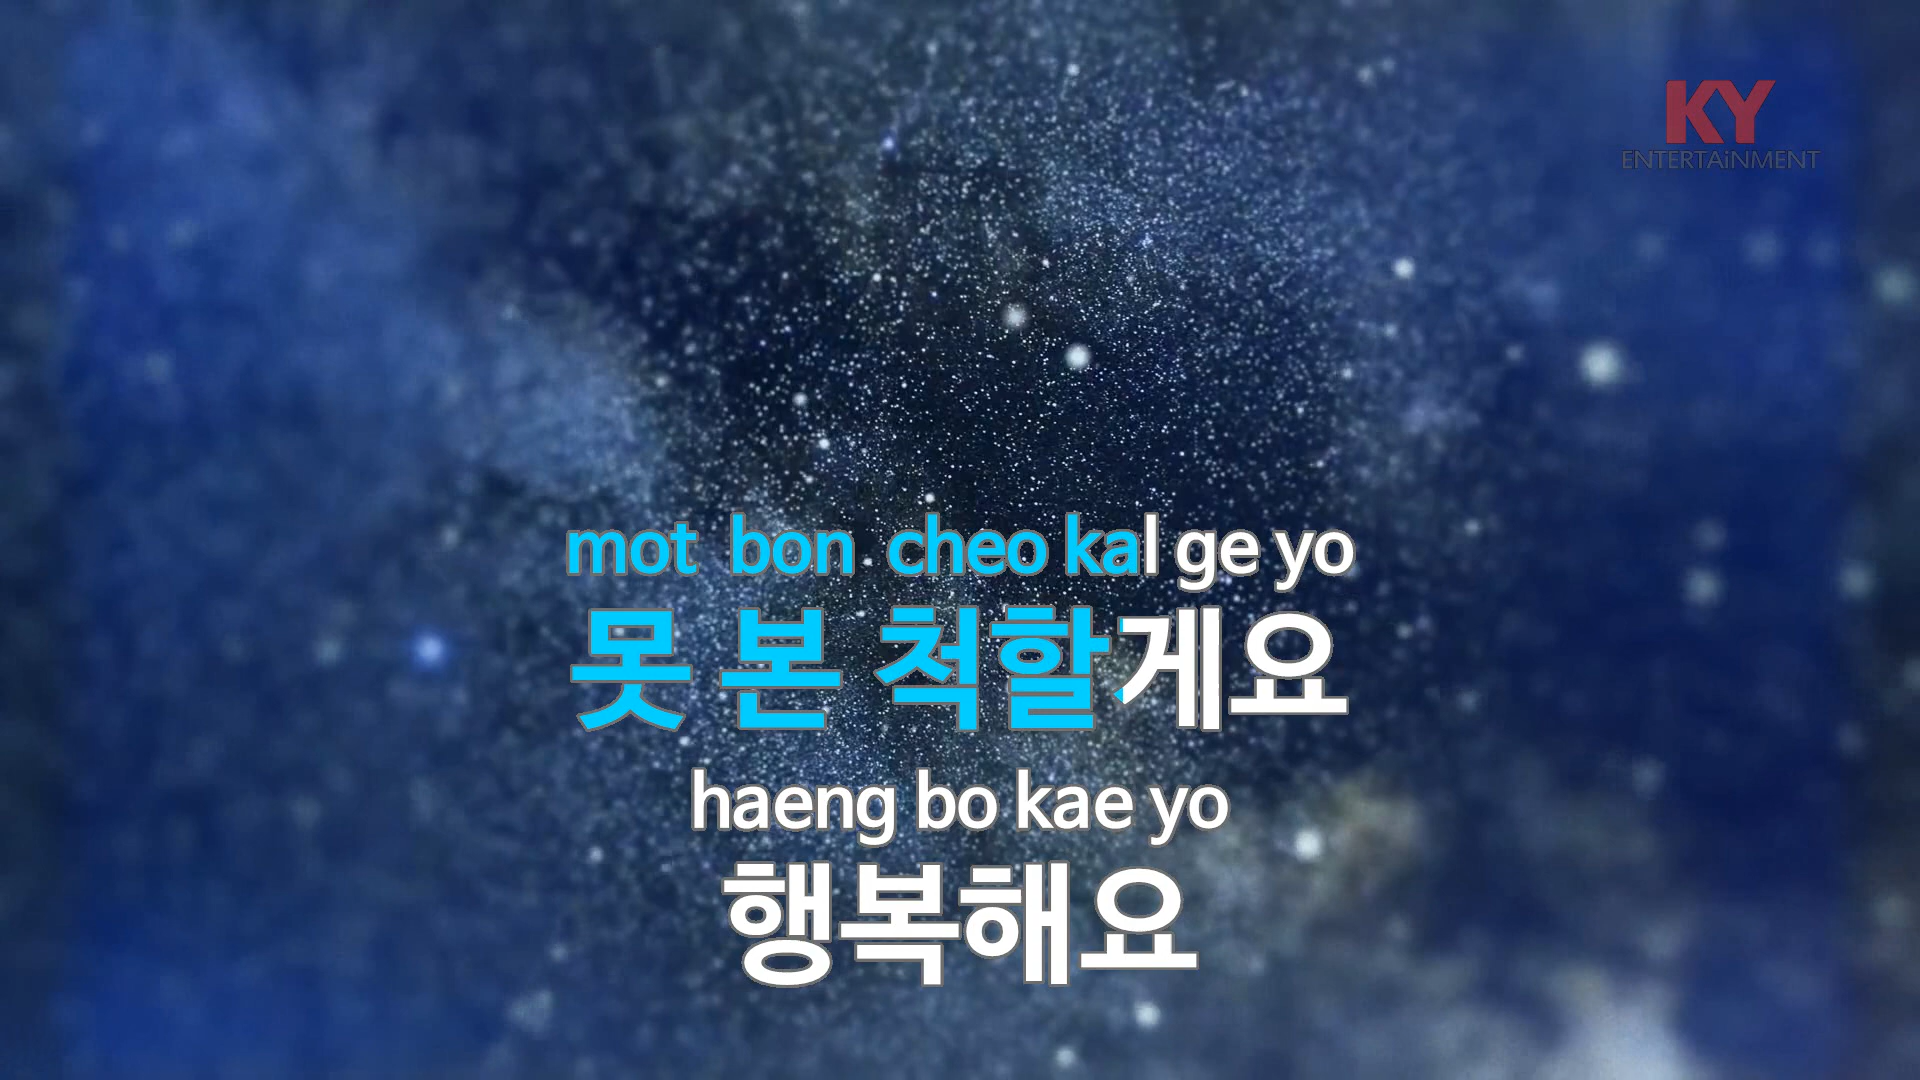 KY
ENTERTAiNMENT
mot bon cheo kal ge yo
못 본 척할게요
haeng bo kae yo
행복해요